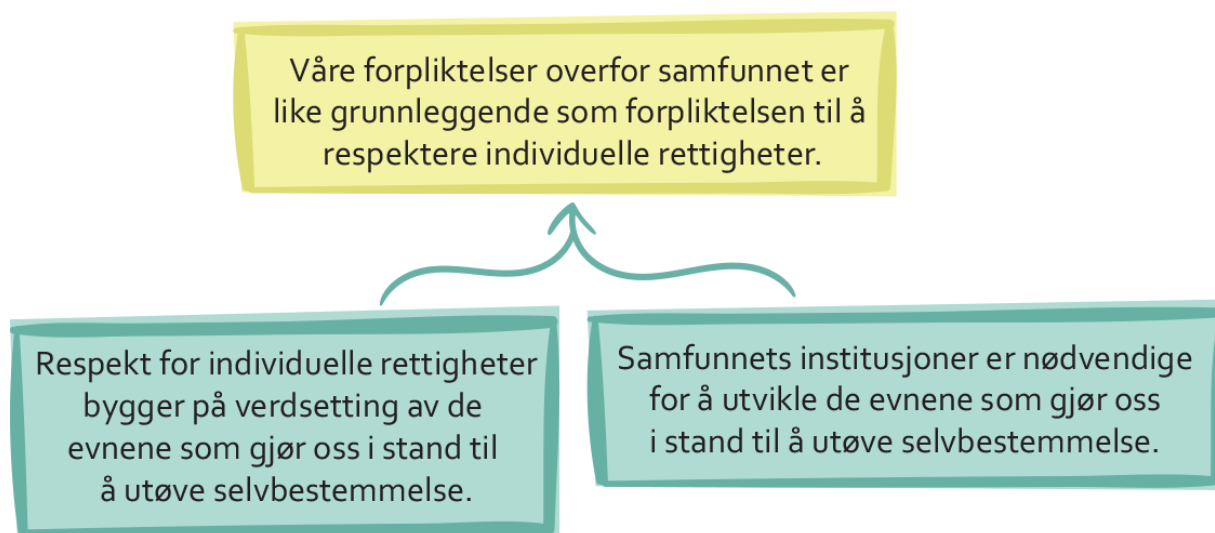 Våre forpliktelser overfor samfunnet er
like grunnleggende som forpliktelsen til å
respektere individuelle rettigheter.
Respekt for individuelle rettigheter
bygger på verdsetting av de
evnene som gjør oss i stand til
å utøve selvbestemmelse.
Samfunnets institusjoner er nødvendige
for å utvikle de evnene som gjør oss
i stand til å utøve selvbestemmelse.